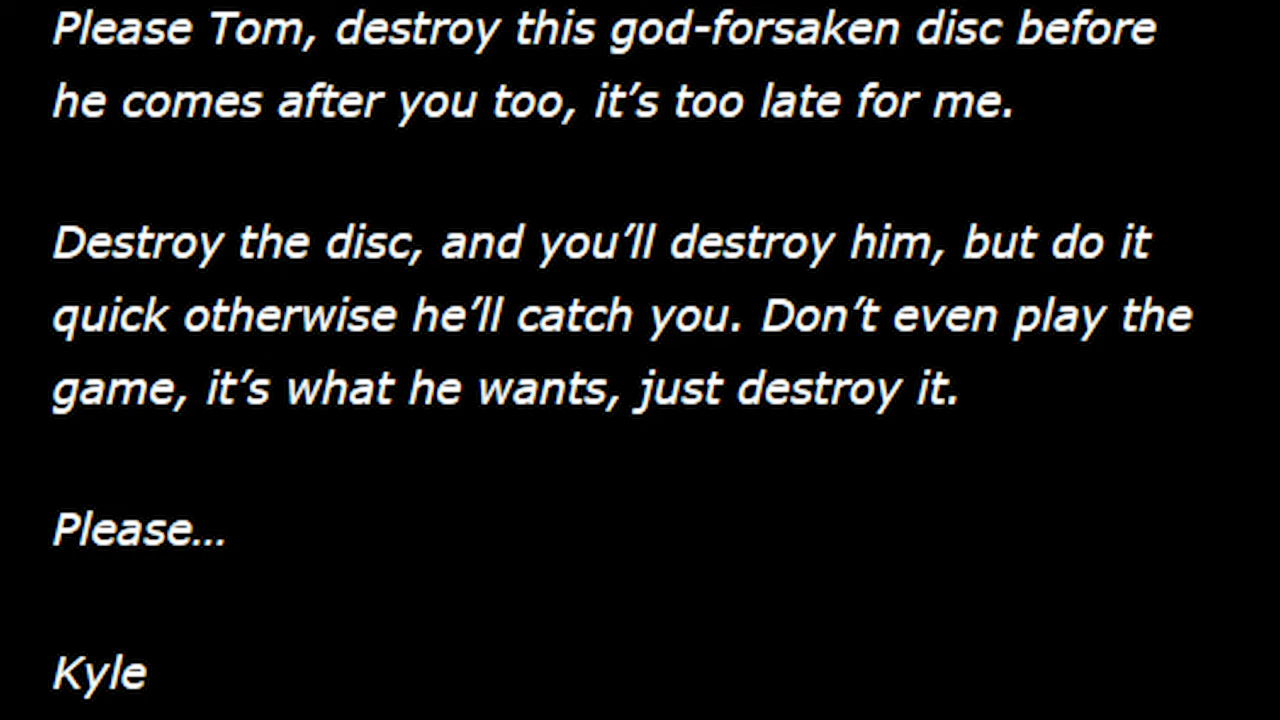 Please Tom, destroy this god-forsaken disc before
he comes after you too, it’s too late for me.
Destroy the disc, and you’ll destroy him, but do it
quick otherwise he’ll catch you. Don’t even play the
game, it’s what he wants, just destroy it.
Please…
Kyle